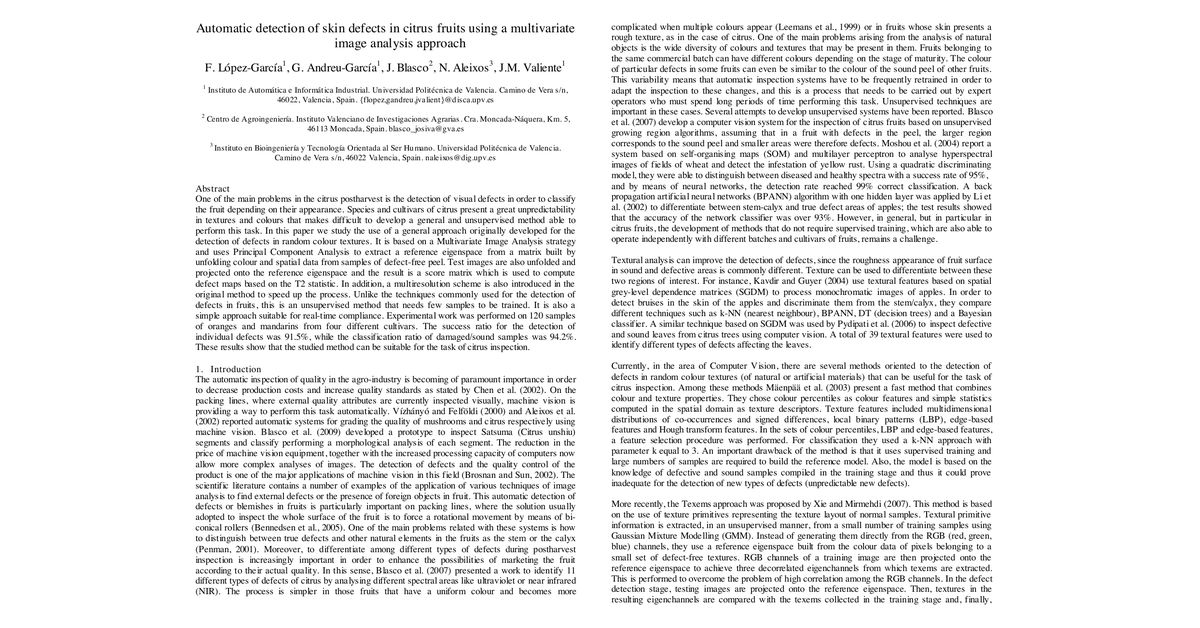 Automatic detection of skin defects in citrus fruits using a multivariate
image analysis approach
F. López-García1, G. Andreu-García1, J. Blasco2, N. Aleixos3, J.M. Valiente1
1 Instituto de Automática e Informática Industrial. Universidad Politécnica de Valencia. Camino de Vera s/n,
46022, Valencia, Spain. {flopez,gandreu,jvalient}@disca.upv.es
2 Centro de Agroingeniería. Instituto Valenciano de Investigaciones Agrarias. Cra. Moncada-Náquera, Km. 5,
46113 Moncada, Spain. blasco_josiva@gva.es
3 Instituto en Bioingeniería y Tecnología Orientada al Ser Humano. Universidad Politécnica de Valencia.
Camino de Vera s/n, 46022 Valencia, Spain. naleixos@dig.upv.es
Abstract
One of the main problems in the citrus postharvest is the detection of visual defects in order to classify
the fruit depending on their appearance. Species and cultivars of citrus present a great unpredictability
in textures and colours that makes difficult to develop a general and unsupervised method able to
perform this task. In this paper we study the use of a general approach originally developed for the
detection of defects in random colour textures. It is based on a Multivariate Image Analysis strategy
and uses Principal Component Analysis to extract a reference eigenspace from a matrix built by
unfolding colour and spatial data from samples of defect-free peel. Test images are also unfolded and
projected onto the reference eigenspace and the result is a score matrix which is used to compute
defect maps based on the T2 statistic. In addition, a multiresolution scheme is also introduced in the
original method to speed up the process. Unlike the techniques commonly used for the detection of
defects in fruits, this is an unsupervised method that needs few samples to be trained. It is also a
simple approach suitable for real-time compliance. Experimental work was performed on 120 samples
of oranges and mandarins from four different cultivars. The success ratio for the detection of
individual defects was 91.5%, while the classification ratio of damaged/sound samples was 94.2%.
These results show that the studied method can be suitable for the task of citrus inspection.
1. Introduction
The automatic inspection of quality in the agro-industry is becoming of paramount importance in order
to decrease production costs and increase quality standards as stated by Chen et al. (2002). On the
packing lines, where external quality attributes are currently inspected visually, machine vision is
providing a way to perform this task automatically. Vízhányó and Felföldi (2000) and Aleixos et al.
(2002) reported automatic systems for grading the quality of mushrooms and citrus respectively using
machine vision. Blasco et al. (2009) developed a prototype to inspect Satsuma (Citrus unshiu)
segments and classify performing a morphological analysis of each segment. The reduction in the
price of machine vision equipment, together with the increased processing capacity of computers now
allow more complex analyses of images. The detection of defects and the quality control of the
product is one of the major applications of machine vision in this field (Brosnan and Sun, 2002). The
scientific literature contains a number of examples of the application of various techniques of image
analysis to find external defects or the presence of foreign objects in fruit. This automatic detection of
defects or blemishes in fruits is particularly important on packing lines, where the solution usually
adopted to inspect the whole surface of the fruit is to force a rotational movement by means of bi-
conical rollers (Bennedsen et al., 2005). One of the main problems related with these systems is how
to distinguish between true defects and other natural elements in the fruits as the stem or the calyx
(Penman, 2001). Moreover, to differentiate among different types of defects during postharvest
inspection is increasingly important in order to enhance the possibilities of marketing the fruit
according to their actual quality. In this sense, Blasco et al. (2007) presented a work to identify 11
different types of defects of citrus by analysing different spectral areas like ultraviolet or near infrared
(NIR). The process is simpler in those fruits that have a uniform colour and becomes more
complicated when multiple colours appear (Leemans et al., 1999) or in fruits whose skin presents a
rough texture, as in the case of citrus. One of the main problems arising from the analysis of natural
objects is the wide diversity of colours and textures that may be present in them. Fruits belonging to
the same commercial batch can have different colours depending on the stage of maturity. The colour
of particular defects in some fruits can even be similar to the colour of the sound peel of other fruits.
This variability means that automatic inspection systems have to be frequently retrained in order to
adapt the inspection to these changes, and this is a process that needs to be carried out by expert
operators who must spend long periods of time performing this task. Unsupervised techniques are
important in these cases. Several attempts to develop unsupervised systems have been reported. Blasco
et al. (2007) develop a computer vision system for the inspection of citrus fruits based on unsupervised
growing region algorithms, assuming that in a fruit with defects in the peel, the larger region
corresponds to the sound peel and smaller areas were therefore defects. Moshou et al. (2004) report a
system based on self-organising maps (SOM) and multilayer perceptron to analyse hyperspectral
images of fields of wheat and detect the infestation of yellow rust. Using a quadratic discriminating
model, they were able to distinguish between diseased and healthy spectra with a success rate of 95%,
and by means of neural networks, the detection rate reached 99% correct classification. A back
propagation artificial neural networks (BPANN) algorithm with one hidden layer was applied by Li et
al. (2002) to differentiate between stem-calyx and true defect areas of apples; the test results showed
that the accuracy of the network classifier was over 93%. However, in general, but in particular in
citrus fruits, the development of methods that do not require supervised training, which are also able to
operate independently with different batches and cultivars of fruits, remains a challenge.
Textural analysis can improve the detection of defects, since the roughness appearance of fruit surface
in sound and defective areas is commonly different. Texture can be used to differentiate between these
two regions of interest. For instance, Kavdir and Guyer (2004) use textural features based on spatial
grey-level dependence matrices (SGDM) to process monochromatic images of apples. In order to
detect bruises in the skin of the apples and discriminate them from the stem/calyx, they compare
different techniques such as k-NN (nearest neighbour), BPANN, DT (decision trees) and a Bayesian
classifier. A similar technique based on SGDM was used by Pydipati et al. (2006) to inspect defective
and sound leaves from citrus trees using computer vision. A total of 39 textural features were used to
identify different types of defects affecting the leaves.
Currently, in the area of Computer Vision, there are several methods oriented to the detection of
defects in random colour textures (of natural or artificial materials) that can be useful for the task of
citrus inspection. Among these methods Mäenpää et al. (2003) present a fast method that combines
colour and texture properties. They chose colour percentiles as colour features and simple statistics
computed in the spatial domain as texture descriptors. Texture features included multidimensional
distributions of co-occurrences and signed differences, local binary patterns (LBP), edge-based
features and Hough transform features. In the sets of colour percentiles, LBP and edge-based features,
a feature selection procedure was performed. For classification they used a k-NN approach with
parameter k equal to 3. An important drawback of the method is that it uses supervised training and
large numbers of samples are required to build the reference model. Also, the model is based on the
knowledge of defective and sound samples compiled in the training stage and thus it could prove
inadequate for the detection of new types of defects (unpredictable new defects).
More recently, the Texems approach was proposed by Xie and Mirmehdi (2007). This method is based
on the use of texture primitives representing the texture layout of normal samples. Textural primitive
information is extracted, in an unsupervised manner, from a small number of training samples using
Gaussian Mixture Modelling (GMM). Instead of generating them directly from the RGB (red, green,
blue) channels, they use a reference eigenspace built from the colour data of pixels belonging to a
small set of defect-free textures. RGB channels of a training image are then projected onto the
reference eigenspace to achieve three decorrelated eigenchannels from which texems are extracted.
This is performed to overcome the problem of high correlation among the RGB channels. In the defect
detection stage, testing images are projected onto the reference eigenspace. Then, textures in the
resulting eigenchannels are compared with the texems collected in the training stage and, finally,